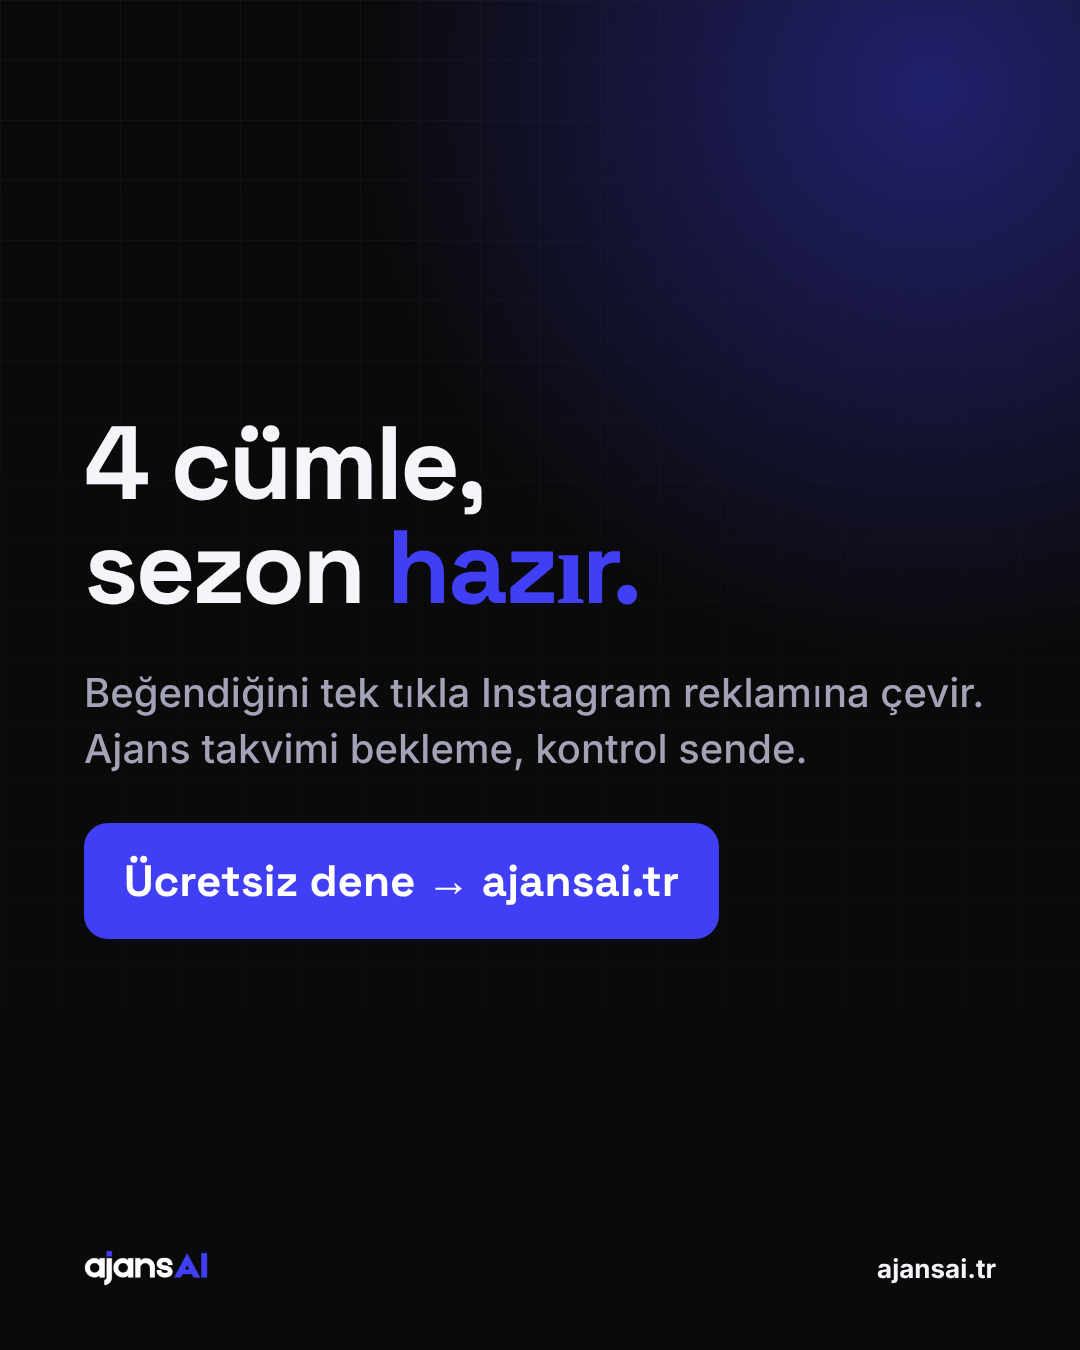 4 cümle,
sezon hazır.
Beğendiğini tek tıkla Instagram reklamına çevir.
Ajans takvimi bekleme, kontrol sende.
Ücretsiz dene → ajansai.tr
ajansAI
ajansai.tr